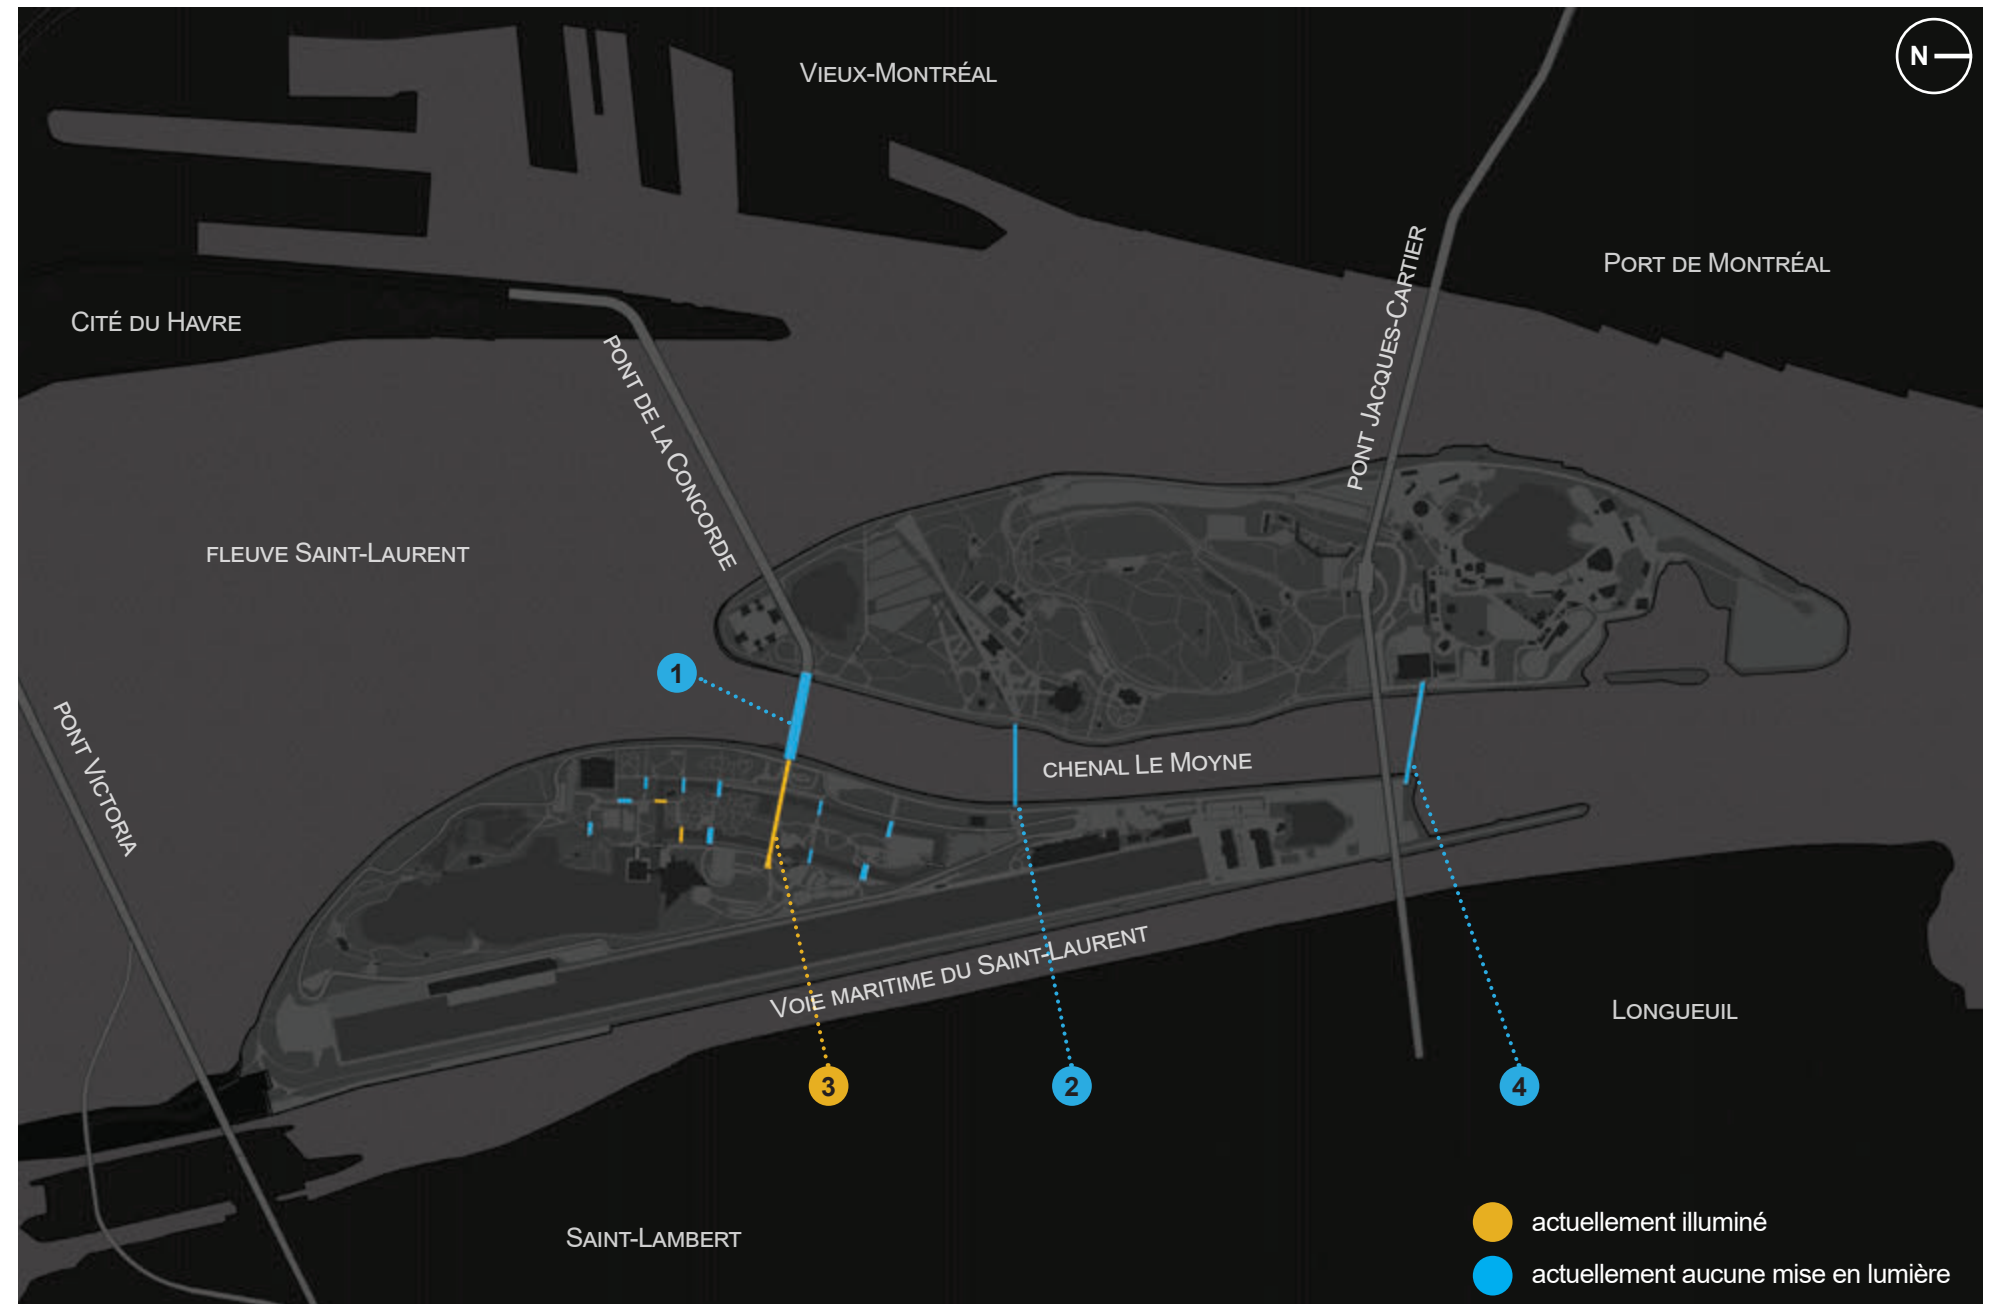 N
Vieux-Montréal
Port de Montréal
Cité du Havre
pont Jacques-Cartier
pont de la Concorde
fleuve Saint-Laurent
1
pont Victoria
chenal Le Moyne
Voie maritime du Saint-Laurent
Longueuil
3
2
4
Saint-Lambert
actuellement illuminé
actuellement aucune mise en lumière